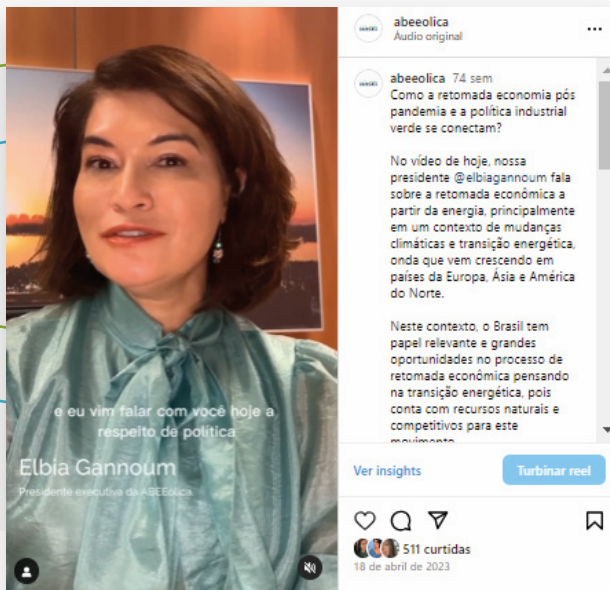 e eu vim falar com você hoje a
respeito de política
Elbia Gannoum
Presidente executiva da ABEEólica
abeeolica
Áudio original
abeeolica 74 sem
Como a retomada economia pós
pandemia e a política industrial
verde se conectam?
No vídeo de hoje, nossa
presidente @elbiagannoum fala
sobre a retomada econômica a
partir da energia, principalmente
em um contexto de mudanças
climáticas e transição energética,
onda que vem crescendo em
países da Europa, Ásia e América
do Norte.
Neste contexto, o Brasil tem
papel relevante e grandes
oportunidades no processo de
retomada econômica pensando
na transição energética, pois
conta com recursos naturais e
competitivos para este
movimento
Ver insights
Turbinar reel
511 curtidas
18 de abril de 2023